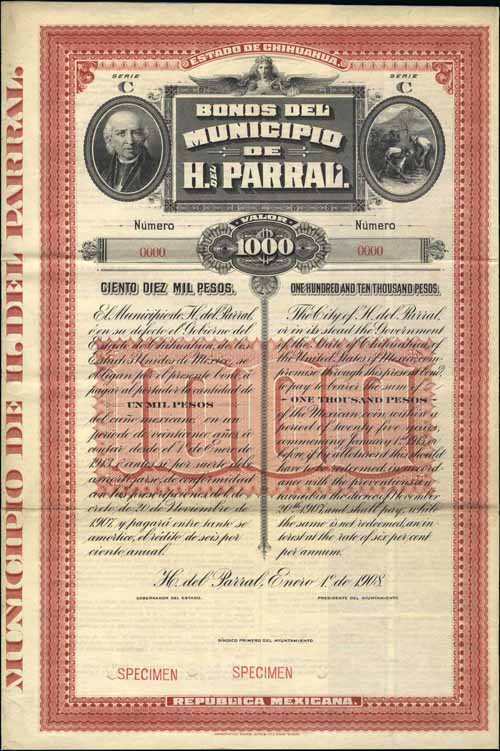 MUNICIPIO DE H. DEL PARRAL.
ESTADO DE CHIHUAHUA.
SERIE
C
SERIE
C
BONOS DEL
MUNICIPIO
DE
H. DEL PARRAL.
Número
VALOR
Número
0000
1000
0000
CIENTO DIEZ MIL PESOS.
El Municipio de H. del Parral,
ó en su defecto el Gobierno del
Estado de Chihuahua, de los
Estados Unidos de México, se
obligan por el presente bono á
pagar al portador la cantidad de
UN MIL PESOS
del cuño mexicano, en un
período de veinticinco años á
contar desde el 1º de Enero de
1913, ó antes si por sorteo debe
amortizarse, de conformidad
con las prescripciones del de-
creto de 20 de Noviembre de
1907, y pagará entre tanto se
amortice, el rédito de seis por
ciento anual.
ONE HUNDRED AND TEN THOUSAND PESOS.
The City of H. del Parral,
or in its stead the Government
of the State of Chihuahua, of
the United States of Mexico, com-
promise through this present bond,
to pay to bearer the sum of
ONE THOUSAND PESOS
of the Mexican coin within a
period of twenty five years,
commencing January 1st 1913, or
before, if by allotment this should
have to be redeemed, in accord-
ance with the preventions con-
tained in the decree of November
20th, 1907, and shall pay, while
the same is not redeemed, an in-
terest at the rate of six per cent
per annum.
1000
H. del Parral, Enero 1º de 1908
GOBERNADOR DEL ESTADO.
PRESIDENTE DEL AYUNTAMIENTO
SINDICO PRIMERO DEL AYUNTAMIENTO
SPECIMEN
SPECIMEN
REPUBLICA MEXICANA.